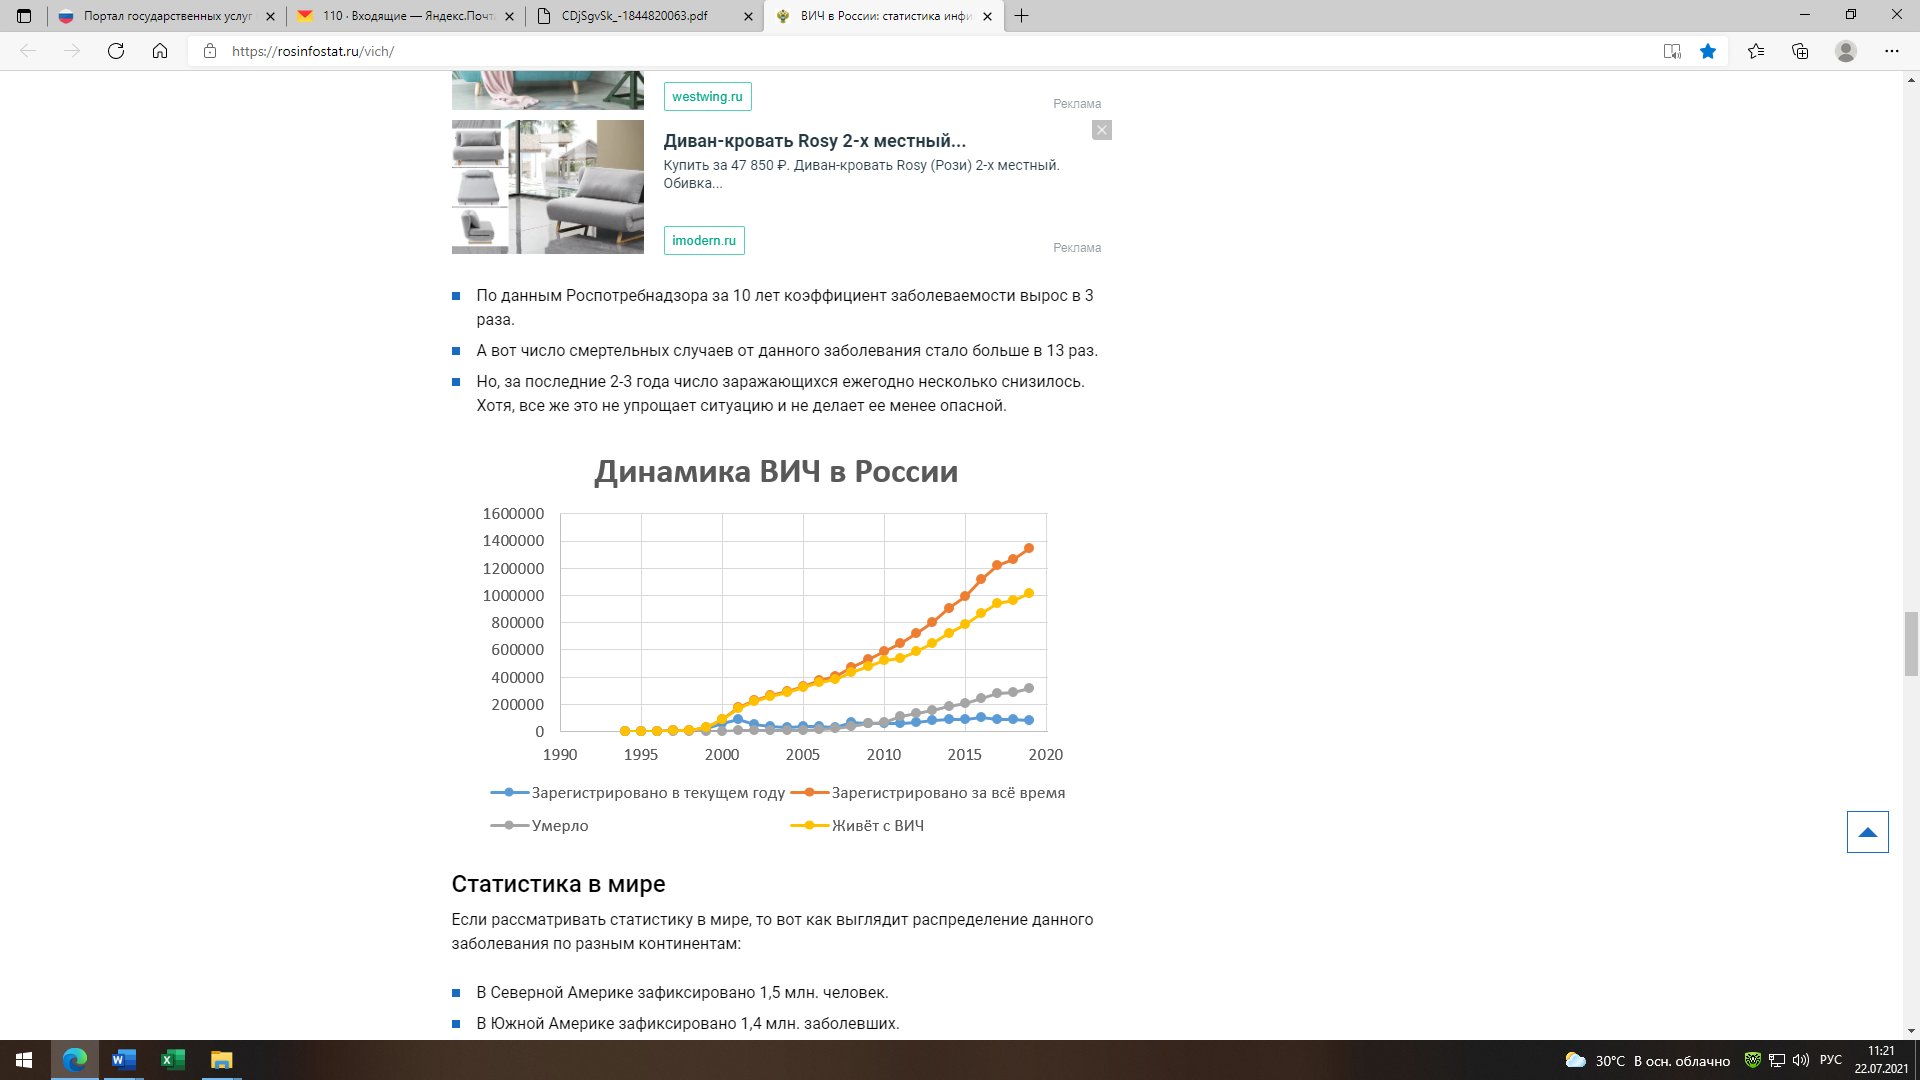 Портал государственных услуг
110 · Входящие — Яндекс.Почт
CDjSgvSk_-1844820063.pdf
ВИЧ в России: статистика инфи
https://rosinfostat.ru/vich/
westwing.ru
Реклама
Диван-кровать Rosy 2-х местный...
Купить за 47 850 ₽. Диван-кровать Rosy (Рози) 2-х местный.
Обивка...
imodern.ru
Реклама
По данным Роспотребнадзора за 10 лет коэффициент заболеваемости вырос в 3
раза.
А вот число смертельных случаев от данного заболевания стало больше в 13 раз.
Но, за последние 2-3 года число заражающихся ежегодно несколько снизилось.
Хотя, все же это не упрощает ситуацию и не делает ее менее опасной.
Динамика ВИЧ в России
1600000
1400000
1200000
1000000
800000
600000
400000
200000
0
1990 1995 2000 2005 2010 2015 2020
Зарегистрировано в текущем году Зарегистрировано за всё время
Умерло Живёт с ВИЧ
Статистика в мире
Если рассматривать статистику в мире, то вот как выглядит распределение данного
заболевания по разным континентам:
В Северной Америке зафиксировано 1,5 млн. человек.
В Южной Америке зафиксировано 1,4 млн. заболевших.
30°C В осн. облачно РУС
11:21
22.07.2021